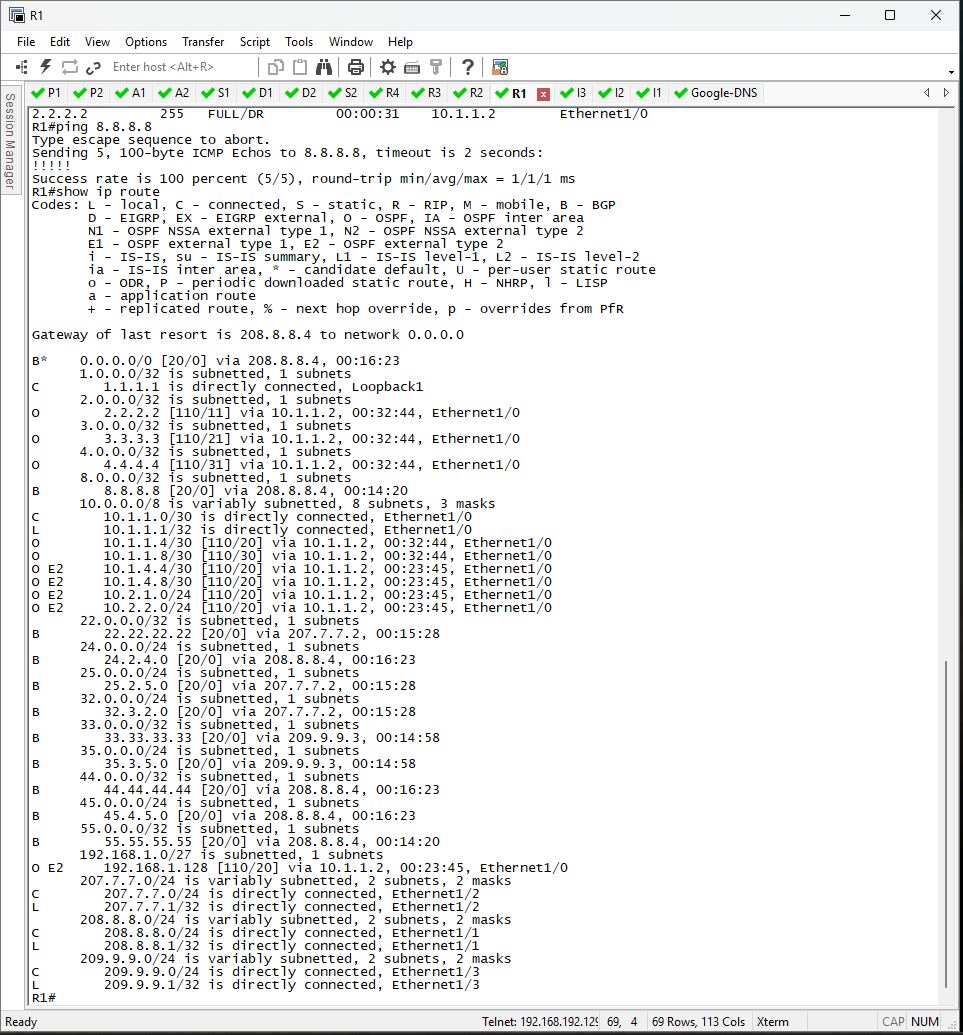 R1
File Edit View Options Transfer Script Tools Window Help
Enter host <Alt+R>
P1 P2 A1 A2 S1 D1 D2 S2 R4 R3 R2 R1 I3 I2 I1 Google-DNS
Session Manager
2.2.2.2 255 FULL/DR 00:00:31 10.1.1.2 Ethernet1/0
R1#ping 8.8.8.8
Type escape sequence to abort.
Sending 5, 100-byte ICMP Echos to 8.8.8.8, timeout is 2 seconds:
!!!!!
Success rate is 100 percent (5/5), round-trip min/avg/max = 1/1/1 ms
R1#show ip route
Codes: L - local, C - connected, S - static, R - RIP, M - mobile, B - BGP
D - EIGRP, EX - EIGRP external, O - OSPF, IA - OSPF inter area
N1 - OSPF NSSA external type 1, N2 - OSPF NSSA external type 2
E1 - OSPF external type 1, E2 - OSPF external type 2
i - IS-IS, su - IS-IS summary, L1 - IS-IS level-1, L2 - IS-IS level-2
ia - IS-IS inter area, * - candidate default, U - per-user static route
o - ODR, P - periodic downloaded static route, H - NHRP, l - LISP
a - application route
+ - replicated route, % - next hop override, p - overrides from PfR
Gateway of last resort is 208.8.8.4 to network 0.0.0.0
B* 0.0.0.0/0 [20/0] via 208.8.8.4, 00:16:23
1.0.0.0/32 is subnetted, 1 subnets
C 1.1.1.1 is directly connected, Loopback1
2.0.0.0/32 is subnetted, 1 subnets
O 2.2.2.2 [110/11] via 10.1.1.2, 00:32:44, Ethernet1/0
3.0.0.0/32 is subnetted, 1 subnets
O 3.3.3.3 [110/21] via 10.1.1.2, 00:32:44, Ethernet1/0
4.0.0.0/32 is subnetted, 1 subnets
O 4.4.4.4 [110/31] via 10.1.1.2, 00:32:44, Ethernet1/0
8.0.0.0/32 is subnetted, 1 subnets
B 8.8.8.8 [20/0] via 208.8.8.4, 00:14:20
10.0.0.0/8 is variably subnetted, 8 subnets, 3 masks
C 10.1.1.0/30 is directly connected, Ethernet1/0
L 10.1.1.1/32 is directly connected, Ethernet1/0
O 10.1.1.4/30 [110/20] via 10.1.1.2, 00:32:44, Ethernet1/0
O 10.1.1.8/30 [110/30] via 10.1.1.2, 00:32:44, Ethernet1/0
O E2 10.1.4.4/30 [110/20] via 10.1.1.2, 00:23:45, Ethernet1/0
O E2 10.1.4.8/30 [110/20] via 10.1.1.2, 00:23:45, Ethernet1/0
O E2 10.2.1.0/24 [110/20] via 10.1.1.2, 00:23:45, Ethernet1/0
O E2 10.2.2.0/24 [110/20] via 10.1.1.2, 00:23:45, Ethernet1/0
22.0.0.0/32 is subnetted, 1 subnets
B 22.22.22.22 [20/0] via 207.7.7.2, 00:15:28
24.0.0.0/24 is subnetted, 1 subnets
B 24.2.4.0 [20/0] via 208.8.8.4, 00:16:23
25.0.0.0/24 is subnetted, 1 subnets
B 25.2.5.0 [20/0] via 207.7.7.2, 00:15:28
32.0.0.0/24 is subnetted, 1 subnets
B 32.3.2.0 [20/0] via 207.7.7.2, 00:15:28
33.0.0.0/32 is subnetted, 1 subnets
B 33.33.33.33 [20/0] via 209.9.9.3, 00:14:58
35.0.0.0/24 is subnetted, 1 subnets
B 35.3.5.0 [20/0] via 209.9.9.3, 00:14:58
44.0.0.0/32 is subnetted, 1 subnets
B 44.44.44.44 [20/0] via 208.8.8.4, 00:16:23
45.0.0.0/24 is subnetted, 1 subnets
B 45.4.5.0 [20/0] via 208.8.8.4, 00:16:23
55.0.0.0/32 is subnetted, 1 subnets
B 55.55.55.55 [20/0] via 208.8.8.4, 00:14:20
192.168.1.0/27 is subnetted, 1 subnets
O E2 192.168.1.128 [110/20] via 10.1.1.2, 00:23:45, Ethernet1/0
207.7.7.0/24 is variably subnetted, 2 subnets, 2 masks
C 207.7.7.0/24 is directly connected, Ethernet1/2
L 207.7.7.1/32 is directly connected, Ethernet1/2
208.8.8.0/24 is variably subnetted, 2 subnets, 2 masks
C 208.8.8.0/24 is directly connected, Ethernet1/1
L 208.8.8.1/32 is directly connected, Ethernet1/1
209.9.9.0/24 is variably subnetted, 2 subnets, 2 masks
C 209.9.9.0/24 is directly connected, Ethernet1/3
L 209.9.9.1/32 is directly connected, Ethernet1/3
R1#
Ready Telnet: 192.168.192.129 69, 4 69 Rows, 113 Cols Xterm CAP NUM